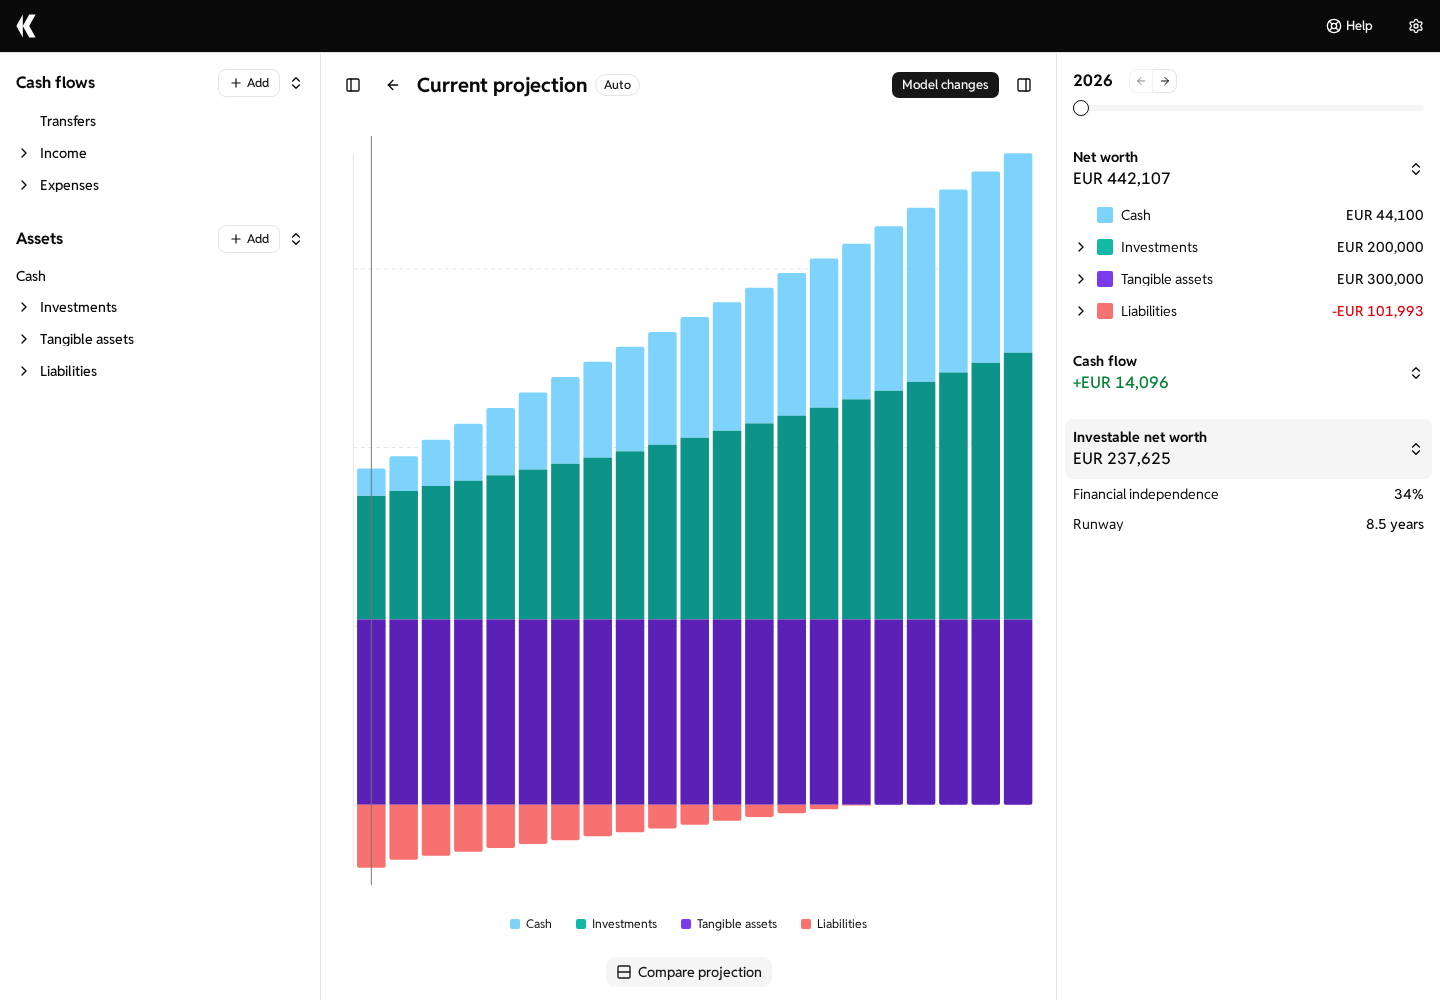 Help
Cash flows
Add
Transfers
Income
Expenses
Assets
Add
Cash
Investments
Tangible assets
Liabilities
Current projection
Auto
Model changes
Cash
Investments
Tangible assets
Liabilities
Compare projection
2026
Net worth
EUR 442,107
Cash EUR 44,100
Investments EUR 200,000
Tangible assets EUR 300,000
Liabilities -EUR 101,993
Cash flow
+EUR 14,096
Investable net worth
EUR 237,625
Financial independence 34%
Runway 8.5 years